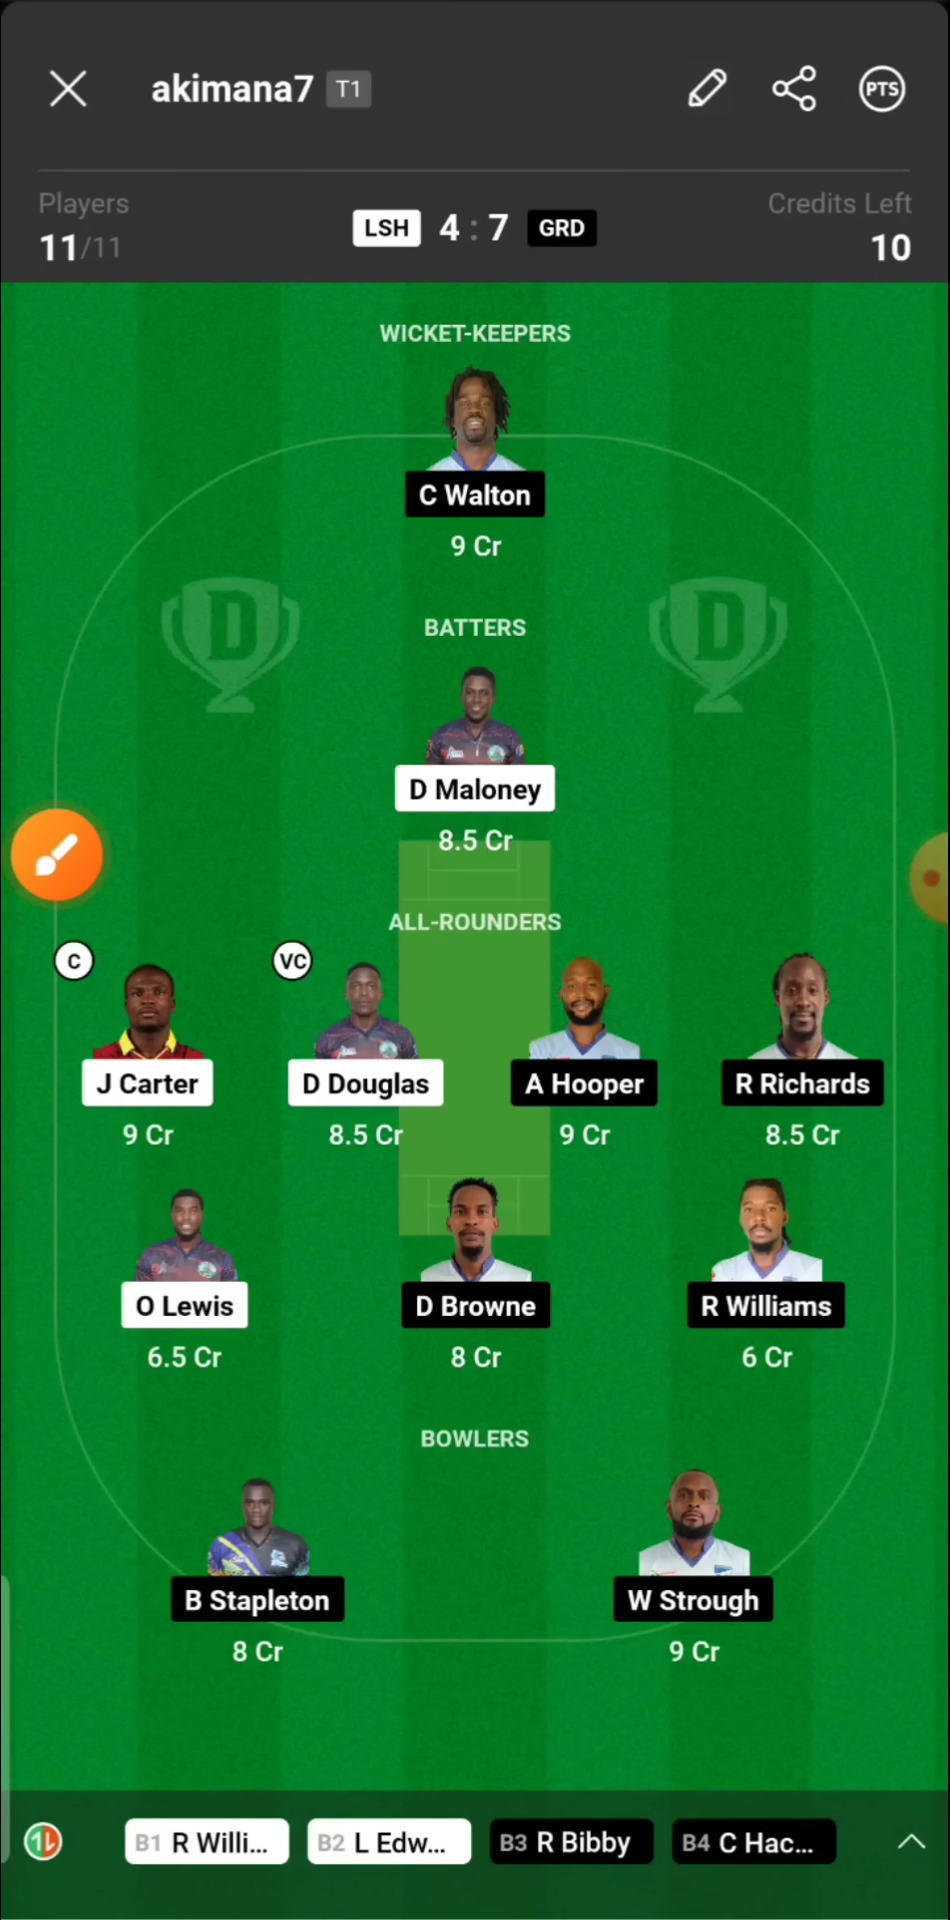 akimana7 T1 PTS
Players Credits Left
11/11 LSH 4 : 7 GRD 10
WICKET-KEEPERS
C Walton
9 Cr
D D
BATTERS
D Maloney
8.5 Cr
ALL-ROUNDERS
C VC
J Carter D Douglas A Hooper R Richards
9 Cr 8.5 Cr 9 Cr 8.5 Cr
O Lewis D Browne R Williams
6.5 Cr 8 Cr 6 Cr
BOWLERS
B Stapleton W Strough
8 Cr 9 Cr
B1 R Willi... B2 L Edw... B3 R Bibby B4 C Hac...